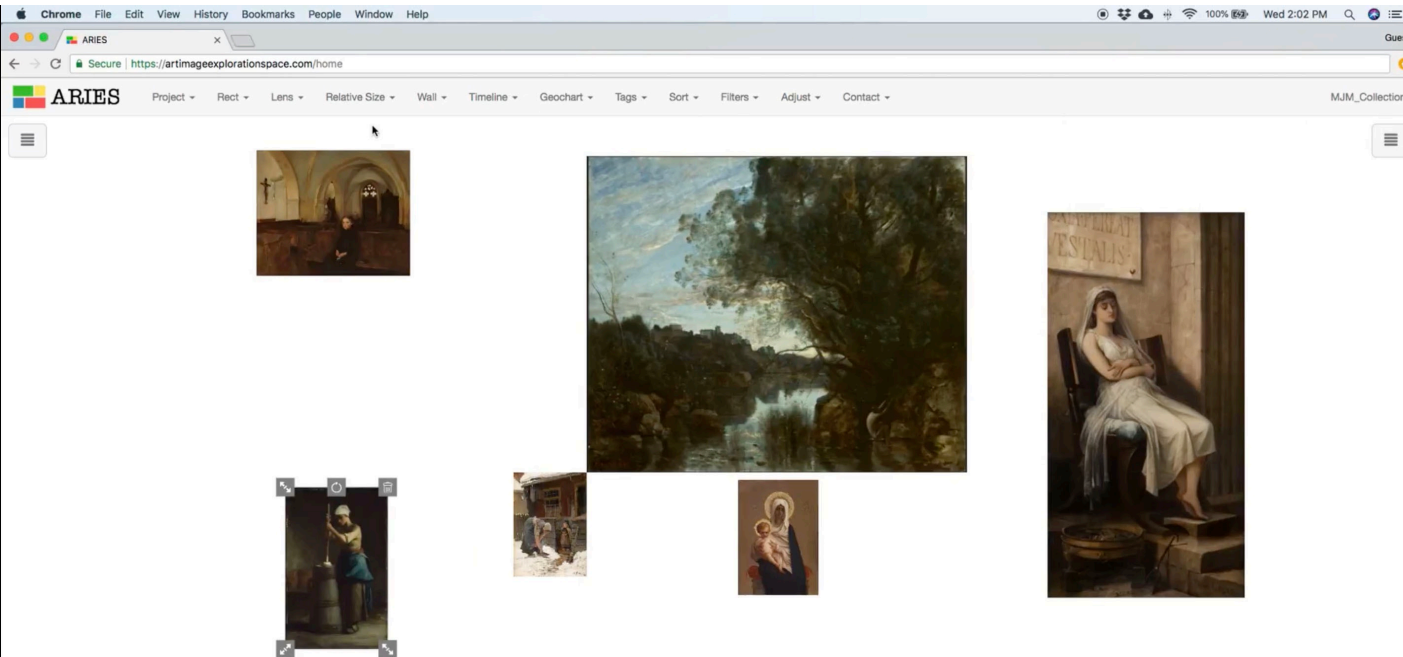 Chrome File Edit View History Bookmarks People Window Help 100% Wed 2:02 PM
ARIES
Secure https://artimageexplorationspace.com/home
ARIES Project Rect Lens Relative Size Wall Timeline Geochart Tags Sort Filters Adjust Contact MJM_Collection
VESTALIS